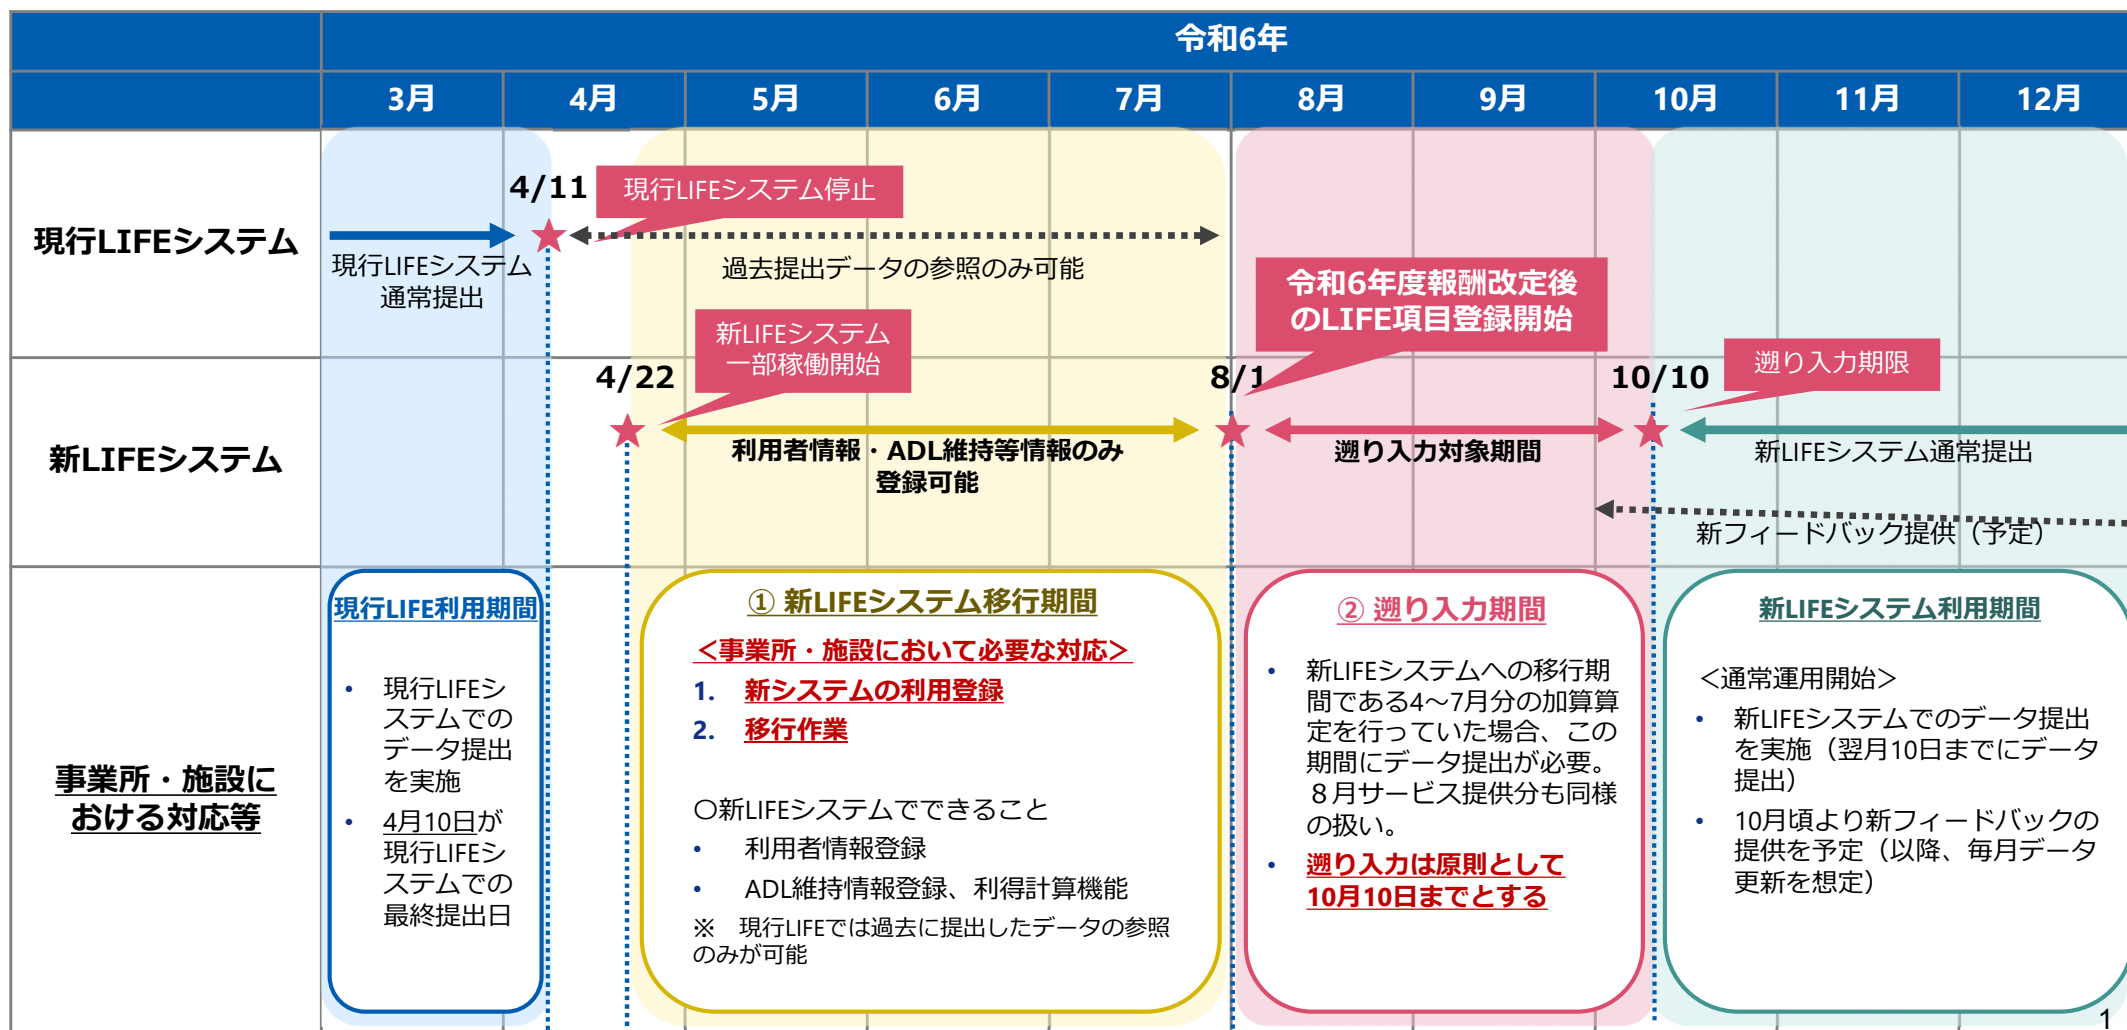 令和6年
3月
4月
5月
6月
7月
8月
9月
10月
11月
12月
現行LIFEシステム
4/11
現行LIFEシステム停止
現行LIFEシステム
通常提出
過去提出データの参照のみ可能
令和6年度報酬改定後
のLIFE項目登録開始
新LIFEシステム
一部稼働開始
新LIFEシステム
4/22
8/1
10/10
遡り入力期限
利用者情報・ADL維持等情報のみ
登録可能
遡り入力対象期間
新LIFEシステム通常提出
新フィードバック提供（予定）
事業所・施設に
おける対応等
現行LIFE利用期間
• 現行LIFEシ
ステムでの
データ提出
を実施
• 4月10日が
現行LIFEシ
ステムでの
最終提出日
① 新LIFEシステム移行期間
＜事業所・施設において必要な対応＞
1. 新システムの利用登録
2. 移行作業
〇新LIFEシステムでできること
• 利用者情報登録
• ADL維持情報登録、利得計算機能
※　現行LIFEでは過去に提出したデータの参照
のみが可能
② 遡り入力期間
• 新LIFEシステムへの移行期
間である4～7月分の加算算
定を行っていた場合、この
期間にデータ提出が必要。
８月サービス提供分も同様
の扱い。
• 遡り入力は原則として
10月10日までとする
新LIFEシステム利用期間
＜通常運用開始＞
• 新LIFEシステムでのデータ提出
を実施（翌月10日までにデータ
提出）
• 10月頃より新フィードバックの
提供を予定（以降、毎月データ
更新を想定）
1